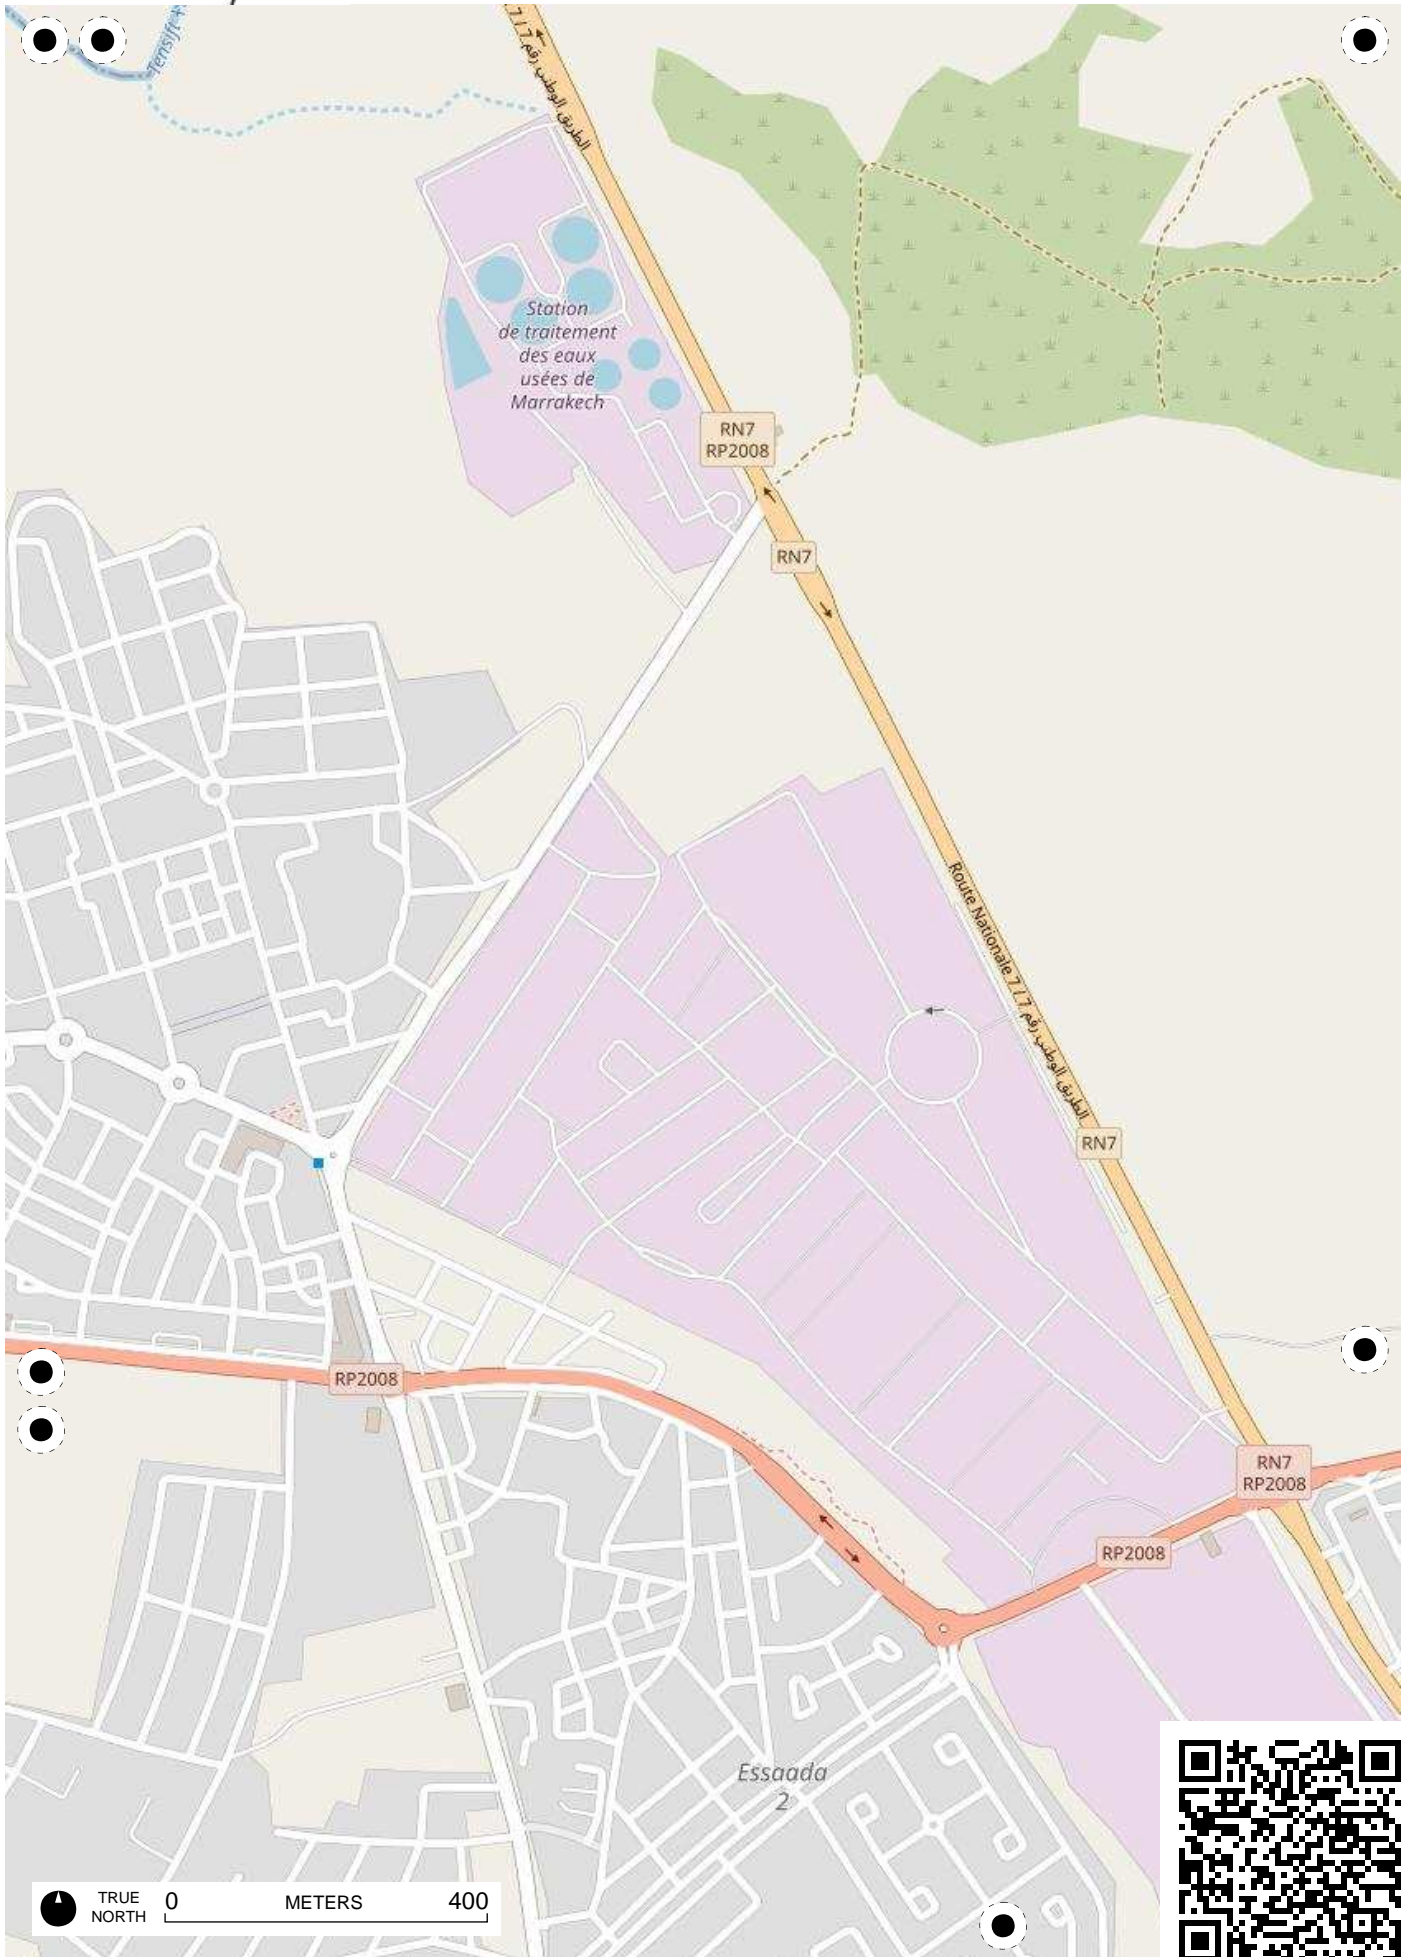 Tensift
الطريق الوطني رقم 7 / 7
Station
de traitement
des eaux
usées de
Marrakech
RN7
RP2008
RN7
Route Nationale 7 / 7 الطريق الوطني رقم
RN7
RP2008
RN7
RP2008
RP2008
Essaada
2
TRUE
NORTH
0 METERS 400